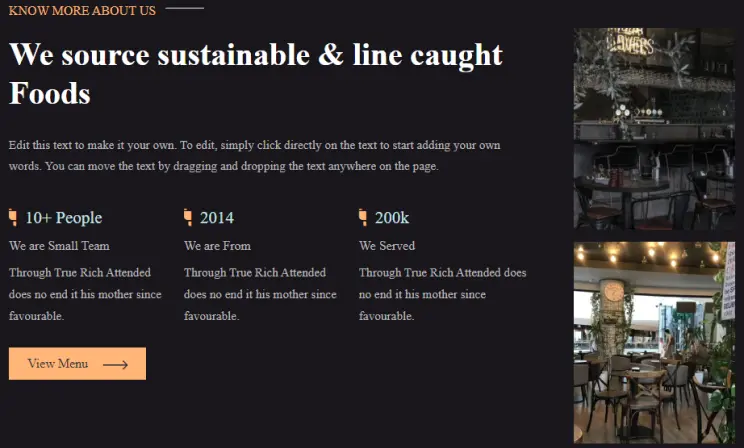 KNOW MORE ABOUT US
We source sustainable & line caught
Foods
Edit this text to make it your own. To edit, simply click directly on the text to start adding your own
words. You can move the text by dragging and dropping the text anywhere on the page.
10+ People
We are Small Team
Through True Rich Attended
does no end it his mother since
favourable.
2014
We are From
Through True Rich Attended
does no end it his mother since
favourable.
200k
We Served
Through True Rich Attended does
no end it his mother since
favourable.
View Menu